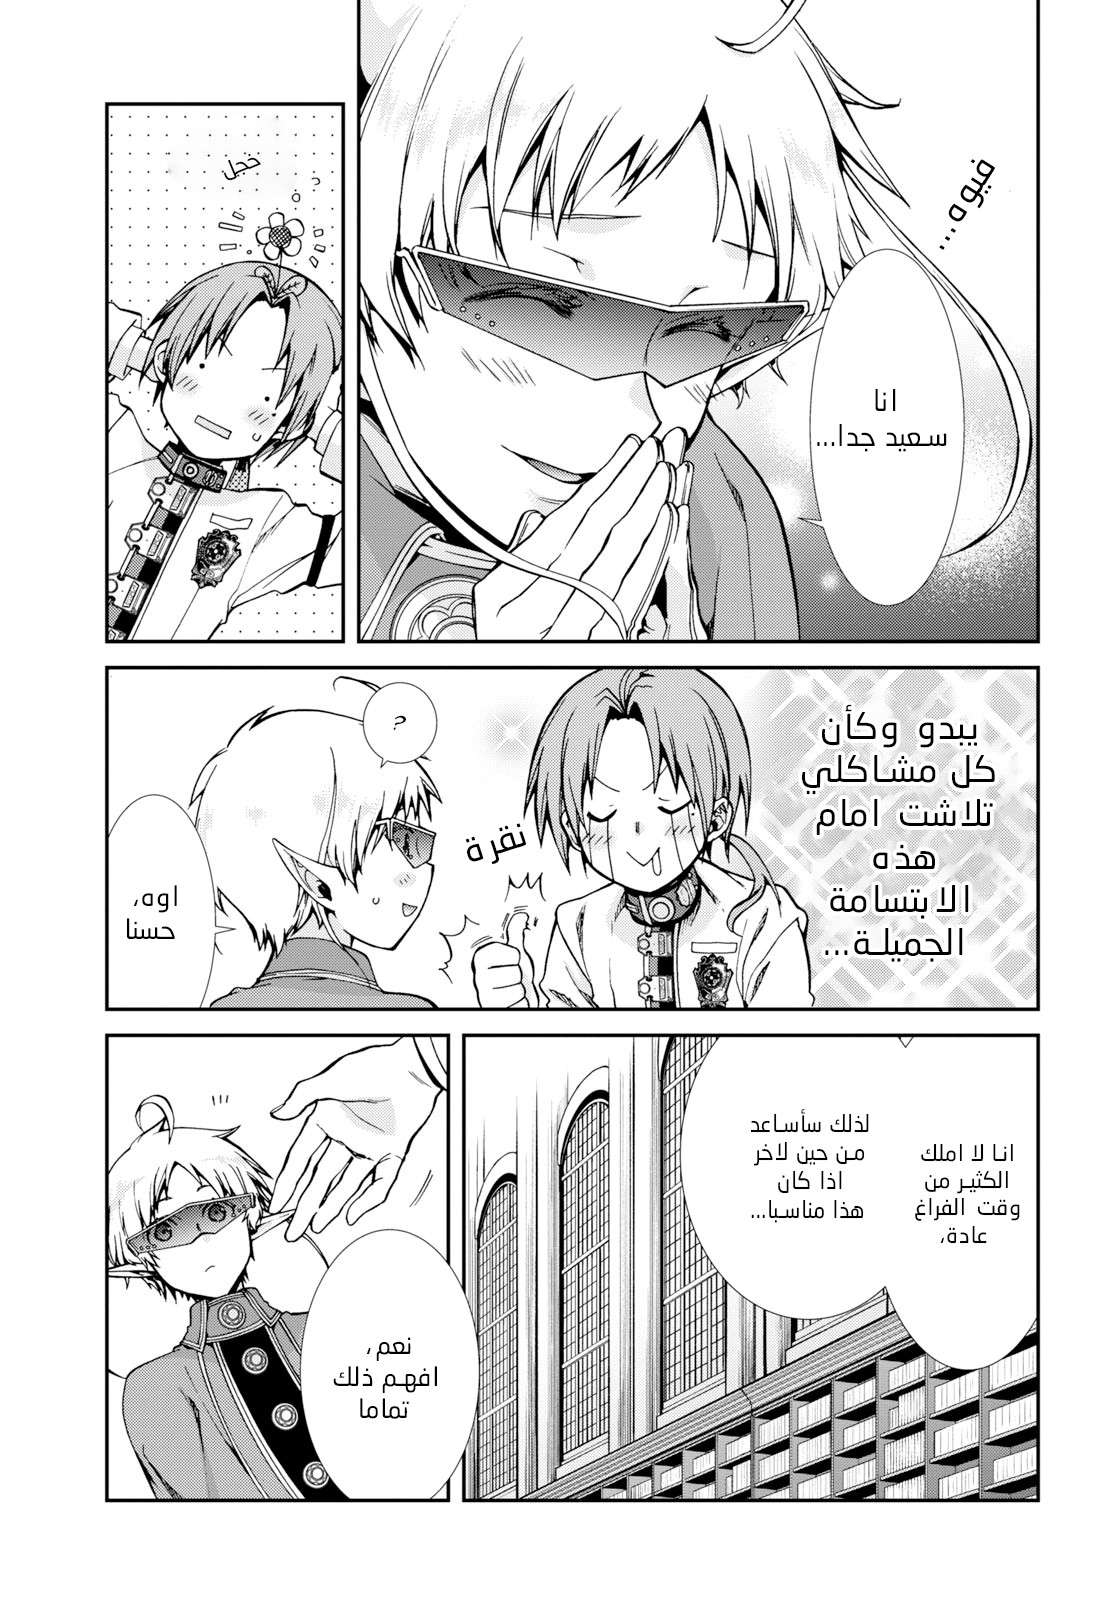 فيوه...
انا
سعيد جدا...
خجل
يبدو وكأن
كل مشاكلي
تلاشت امام
هذه
الابتسامة
الجميلة...
نقرة
?
اوه،
حسنا
انا لا املك
الكثير من
وقت الفراغ
عادة،
لذلك سأساعد
من حين لاخر
اذا كان
هذا مناسبا...
نعم،
افهم ذلك
تماما